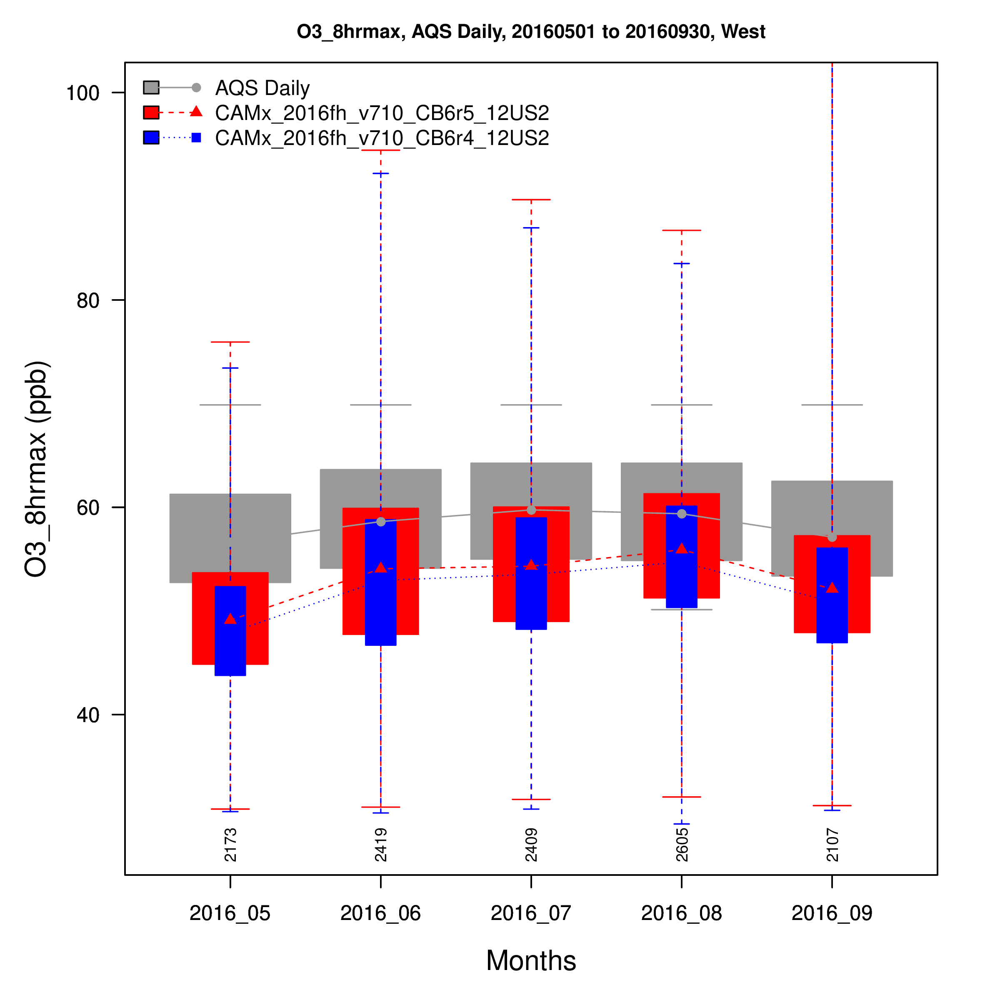 O3_8hrmax, AQS Daily, 20160501 to 20160930, West
AQS Daily
CAMx_2016fh_v710_CB6r5_12US2
CAMx_2016fh_v710_CB6r4_12US2
O3_8hrmax (ppb)
100
80
60
40
2173
2419
2409
2605
2107
2016_05
2016_06
2016_07
2016_08
2016_09
Months